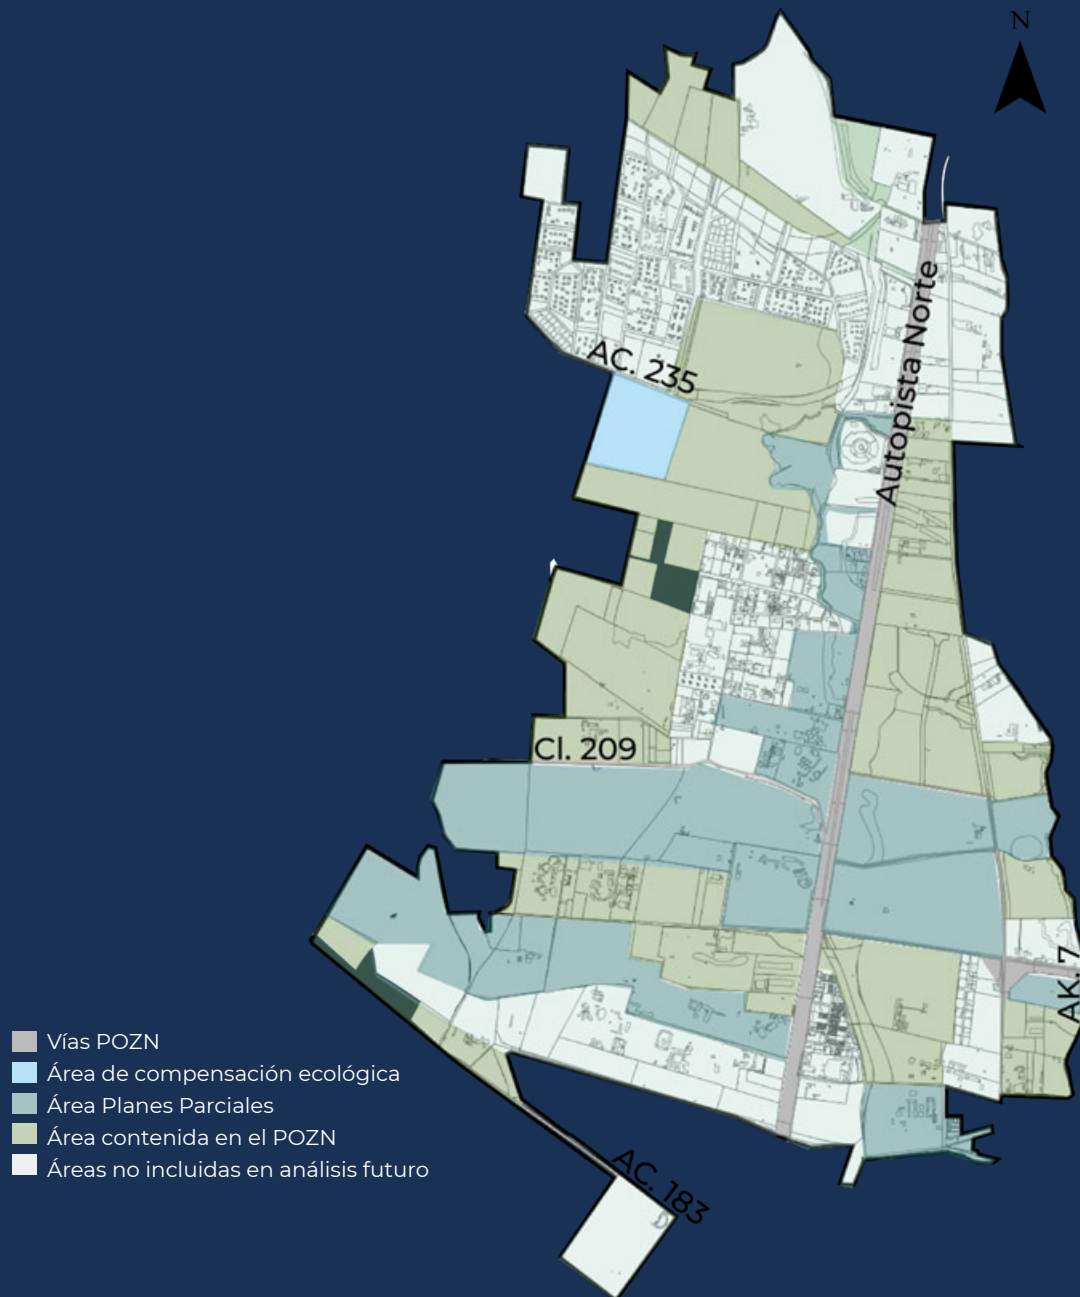 N
Autopista Norte
AC. 235
Cl. 209
AK. 7
Vías POZN
Área de compensación ecológica
Área Planes Parciales
Área contenida en el POZN
Áreas no incluidas en análisis futuro
AC. 183